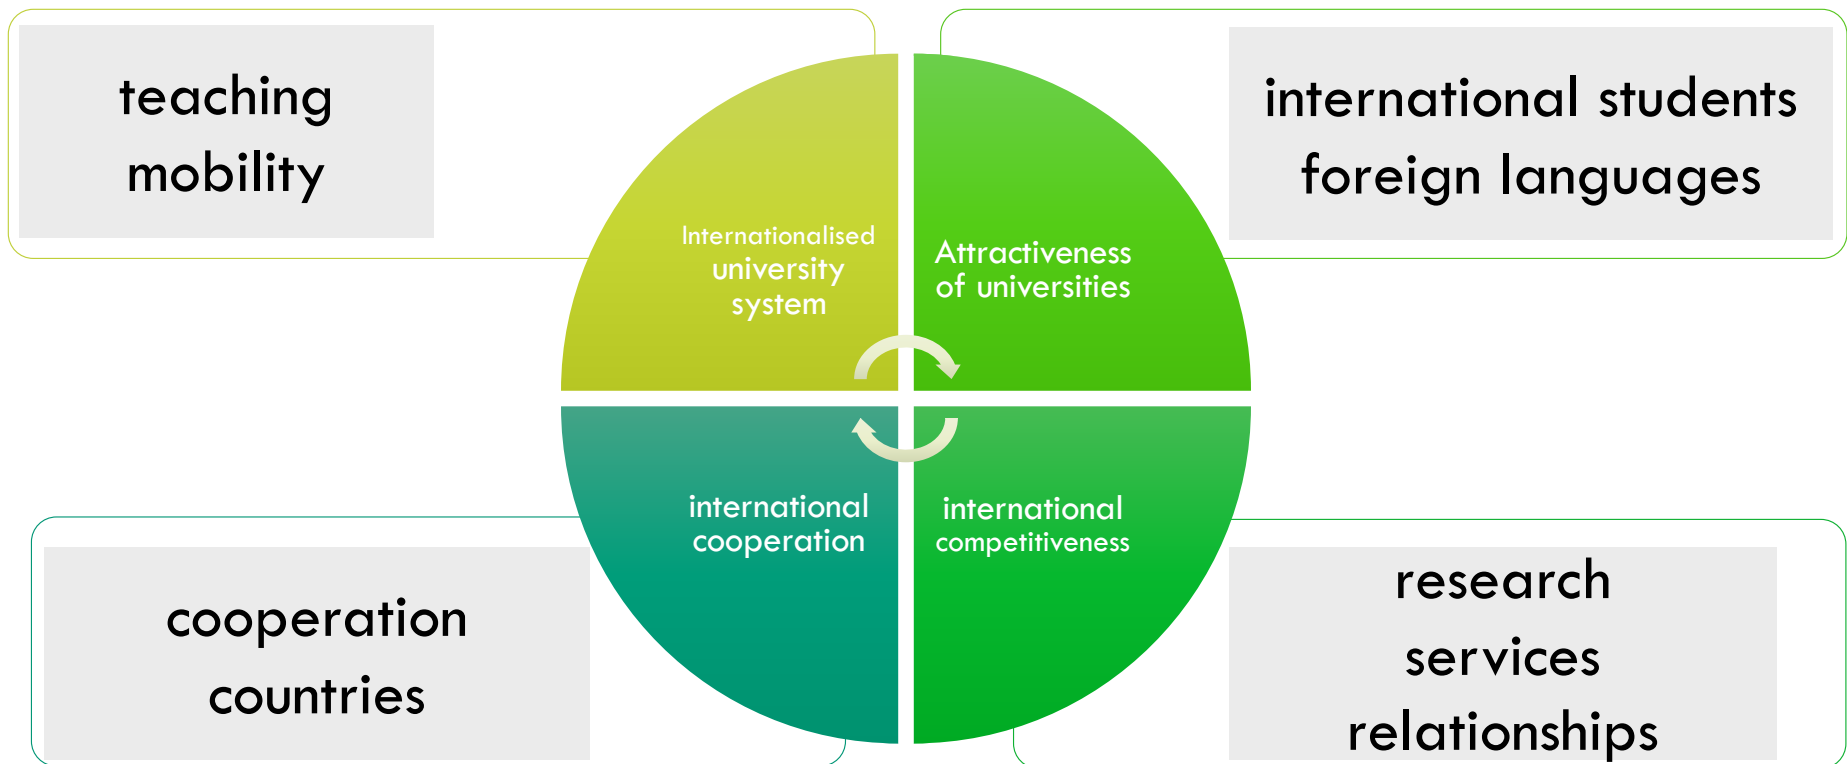 teaching
mobility
international students
foreign languages
Internationalised
university
system
Attractiveness
of universities
international
cooperation
international
competitiveness
cooperation
countries
research
services
relationships